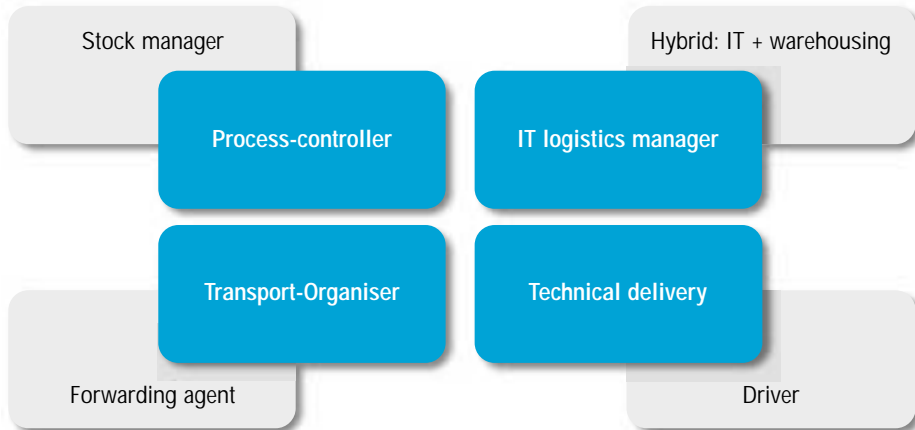 Stock manager
Hybrid: IT + warehousing
Process-controller
IT logistics manager
Transport-Organiser
Technical delivery
Forwarding agent
Driver